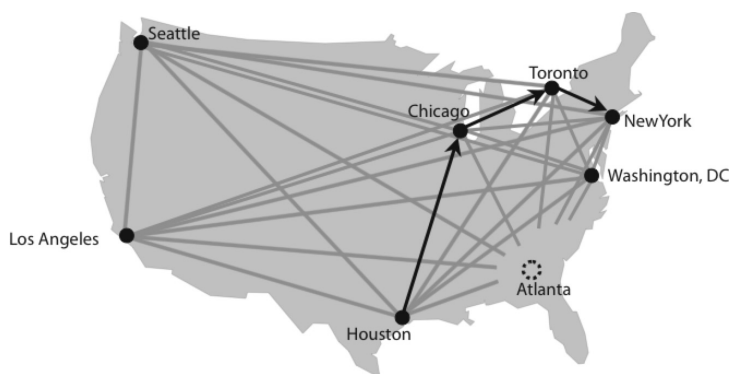 Seattle
Toronto
Chicago
NewYork
Washington, DC
Los Angeles
Atlanta
Houston